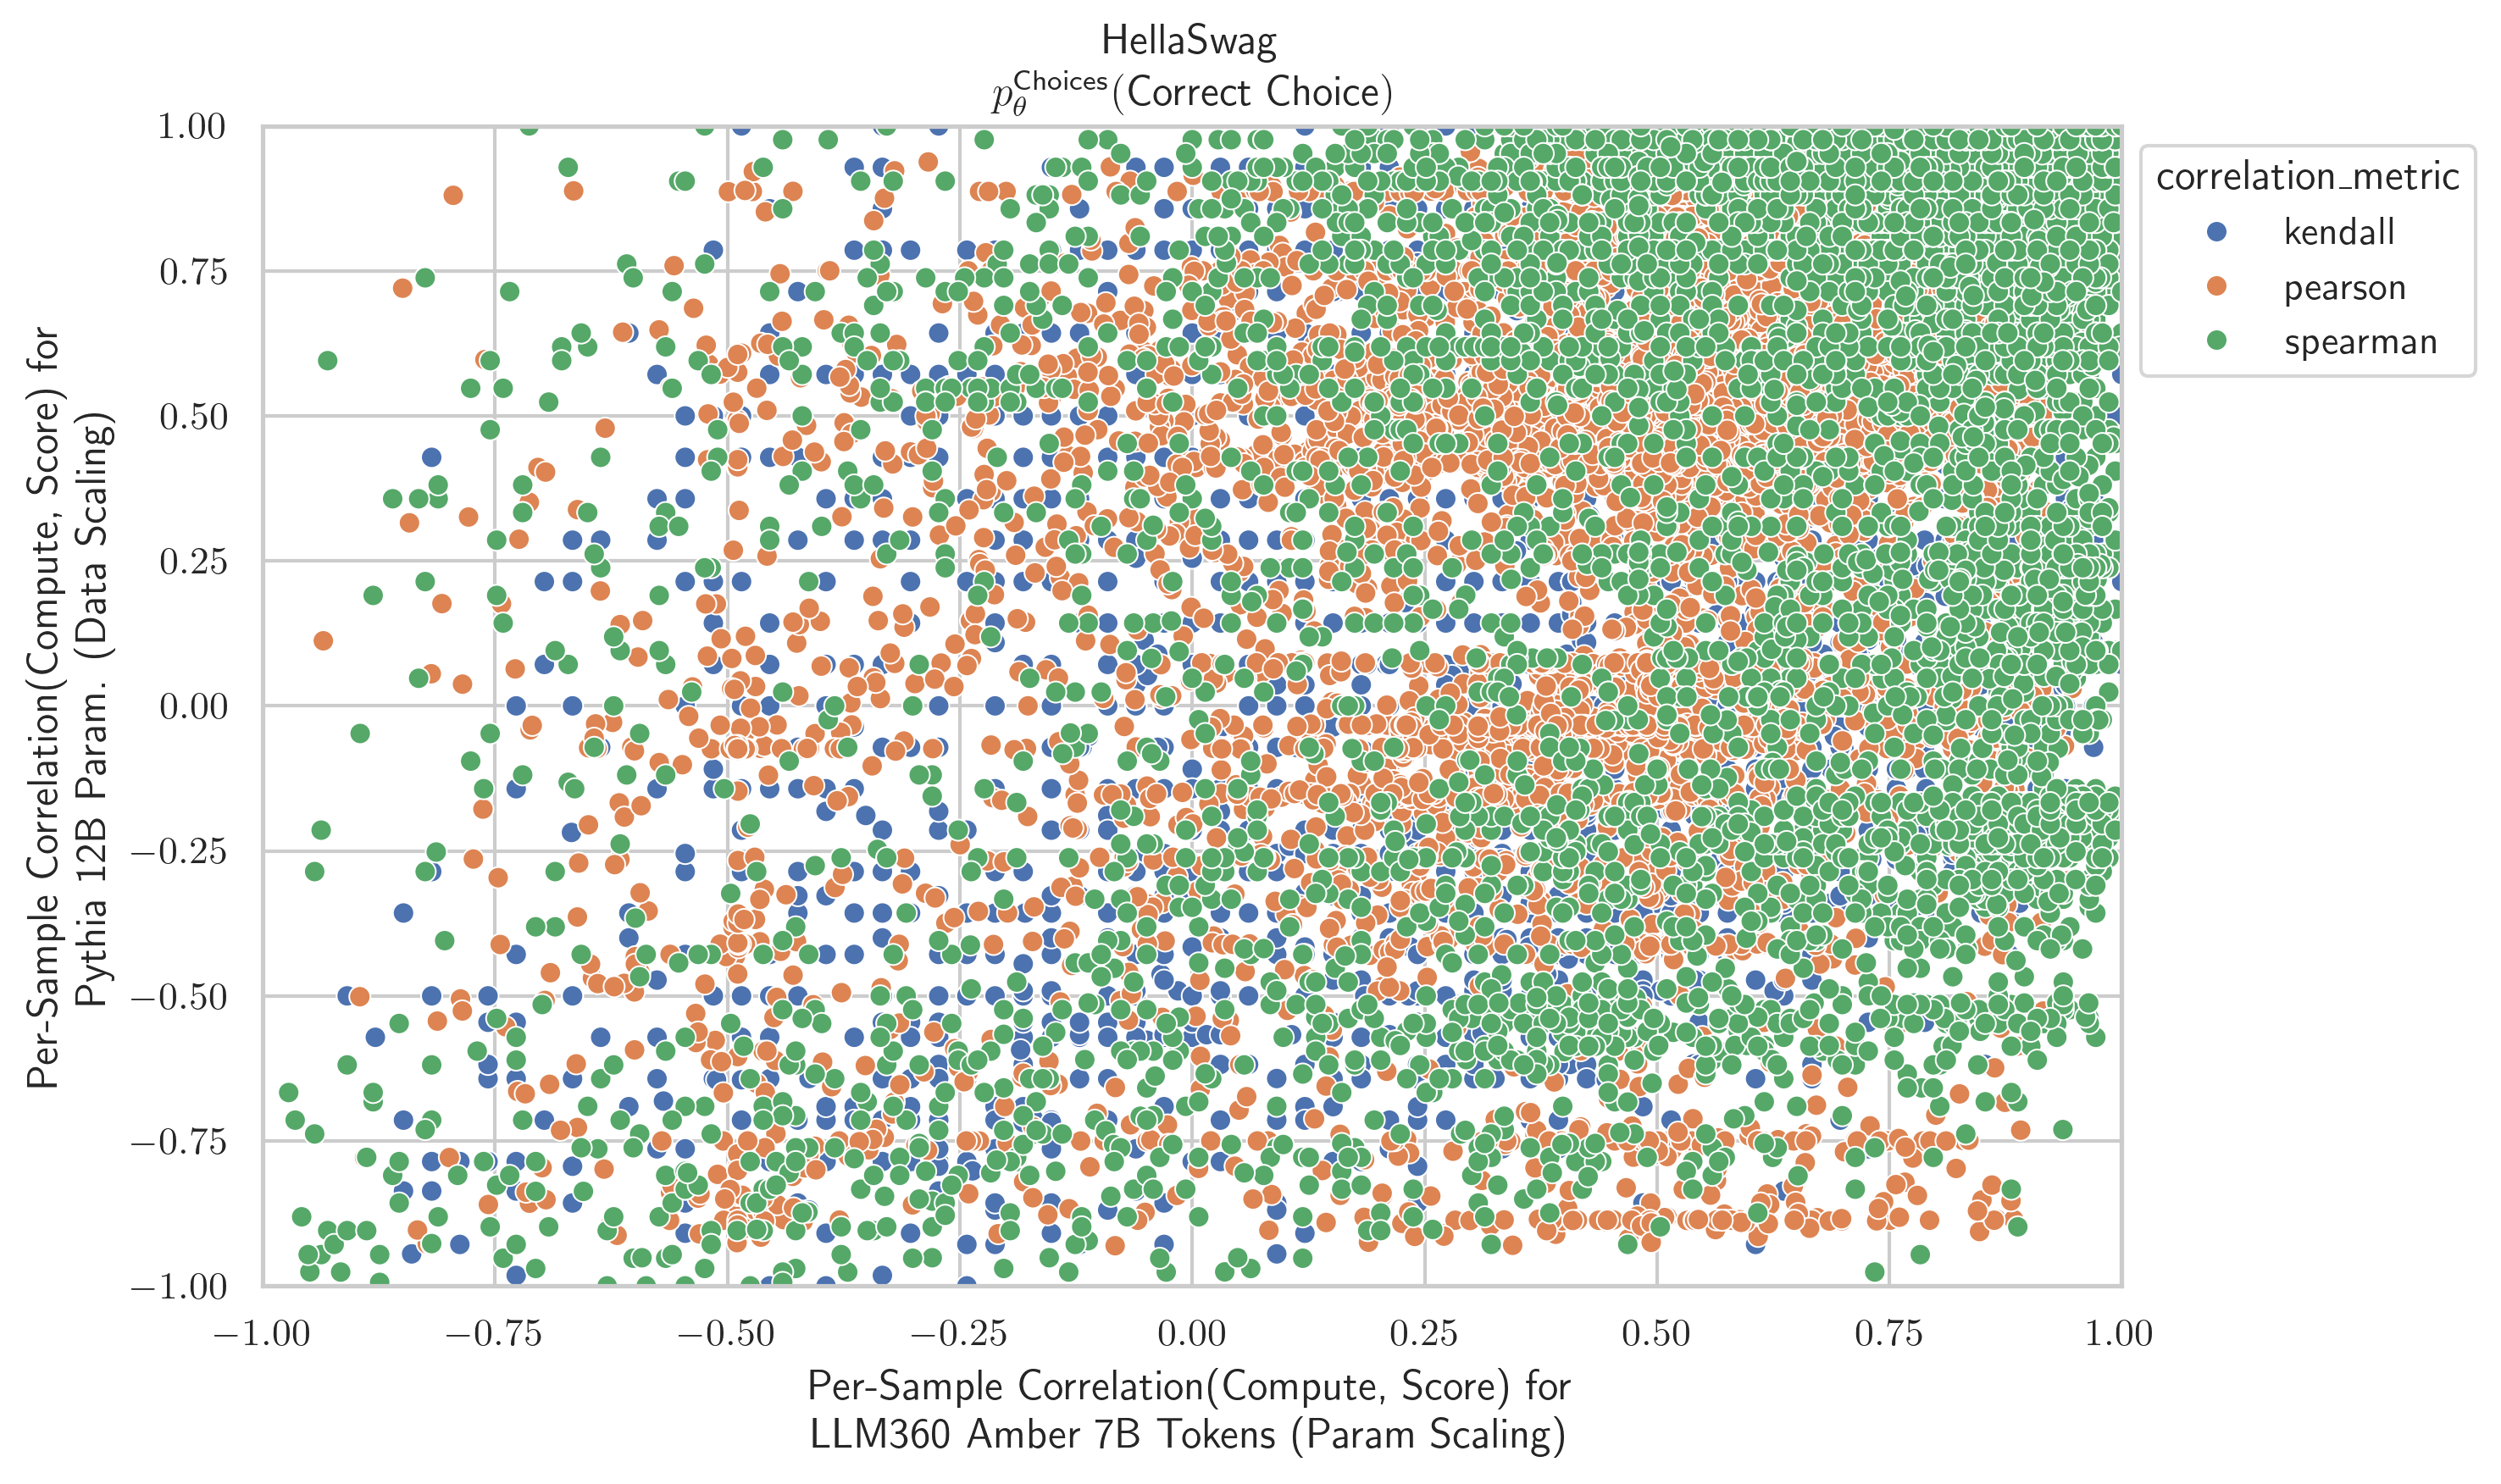 HellaSwag
p_θ^Choices(Correct Choice)
1.00
0.75
0.50
0.25
0.00
−0.25
−0.50
−0.75
−1.00
Per-Sample Correlation(Compute, Score) for
Pythia 12B Param. (Data Scaling)
correlation_metric
kendall
pearson
spearman
−1.00 −0.75 −0.50 −0.25 0.00 0.25 0.50 0.75 1.00
Per-Sample Correlation(Compute, Score) for
LLM360 Amber 7B Tokens (Param Scaling)